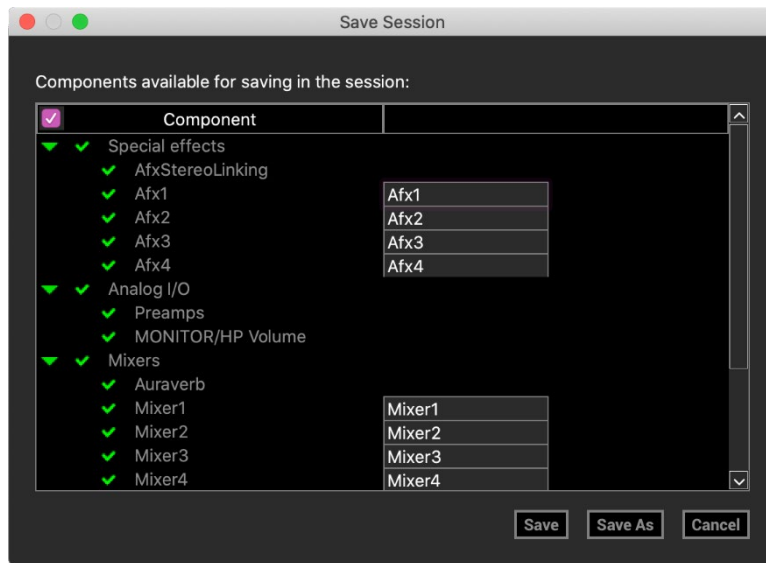 Save Session
Components available for saving in the session:
Component
Special effects
AfxStereoLinking
Afx1 Afx1
Afx2 Afx2
Afx3 Afx3
Afx4 Afx4
Analog I/O
Preamps
MONITOR/HP Volume
Mixers
Auraverb
Mixer1 Mixer1
Mixer2 Mixer2
Mixer3 Mixer3
Mixer4 Mixer4
Save Save As Cancel